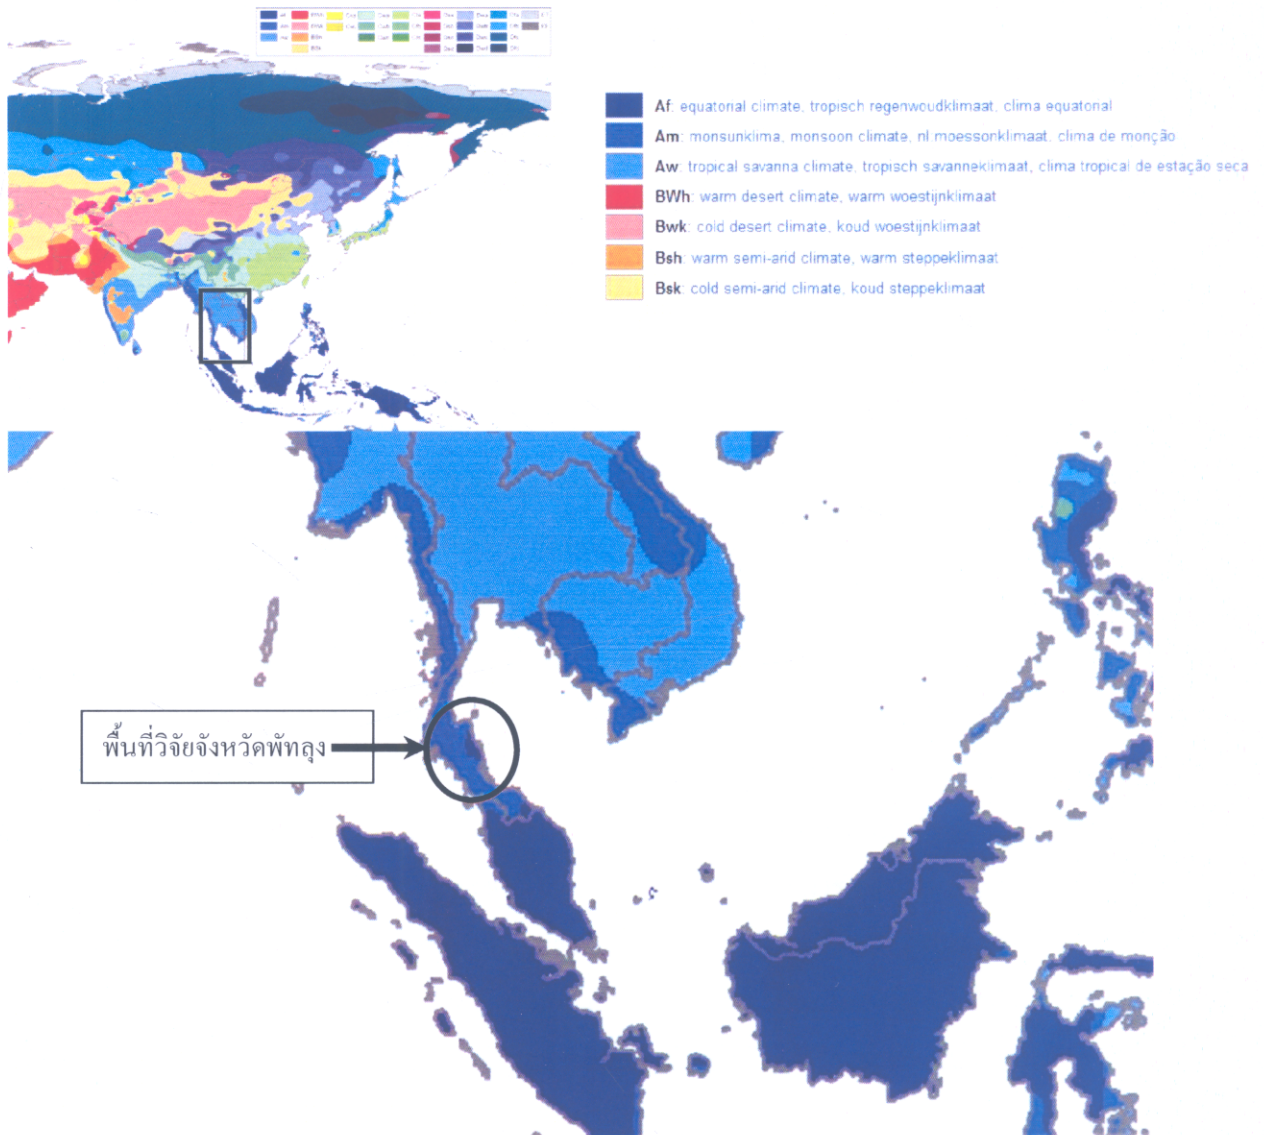 Af: equatorial climate, tropisch regenwoudklimaat, clima equatorial
Am: monsunklima, monsoon climate, nl moessonklimaat, clima de monção
Aw: tropical savanna climate, tropisch savanneklimaat, clima tropical de estação seca
BWh: warm desert climate, warm woestijnklimaat
Bwk: cold desert climate, koud woestijnklimaat
Bsh: warm semi-arid climate, warm steppeklimaat
Bsk: cold semi-arid climate, koud steppeklimaat
พื้นที่วิจัยจังหวัดพัทลุง